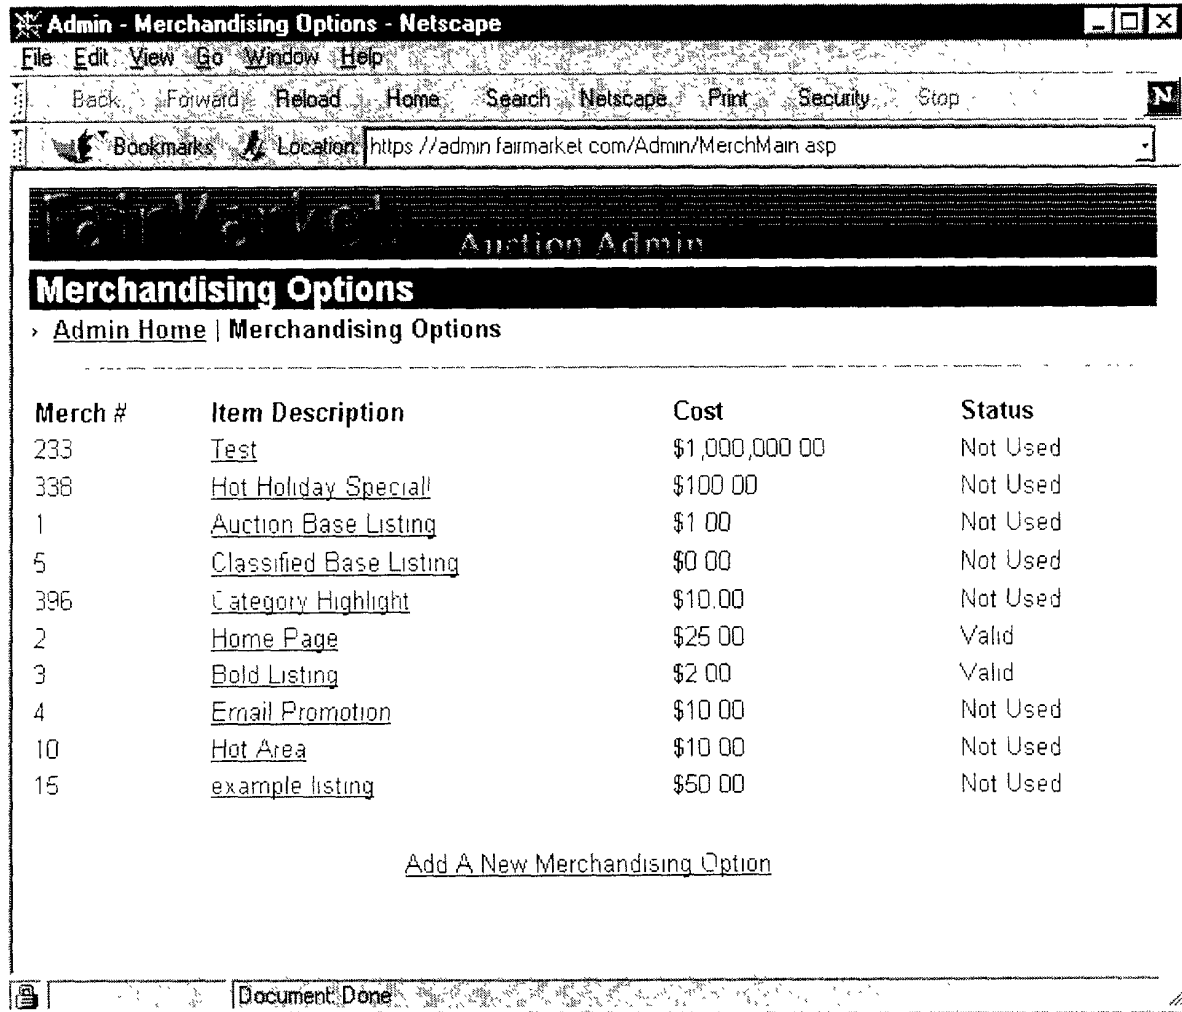 Admin - Merchandising Options - Netscape
File Edit View Go Window Help
Back Forward Reload Home Search Netscape Print Security Stop
N
Bookmarks Location: https //admin fairmarket com/Admin/MerchMain asp
FairMarket Auction Admin
Merchandising Options
› Admin Home | Merchandising Options
Merch # Item Description Cost Status
233 Test $1,000,000 00 Not Used
338 Hot Holiday Special! $100 00 Not Used
1 Auction Base Listing $1 00 Not Used
5 Classified Base Listing $0 00 Not Used
396 Category Highlight $10.00 Not Used
2 Home Page $25 00 Valid
3 Bold Listing $2 00 Valid
4 Email Promotion $10 00 Not Used
10 Hot Area $10 00 Not Used
15 example listing $50 00 Not Used
Add A New Merchandising Option
Document: Done